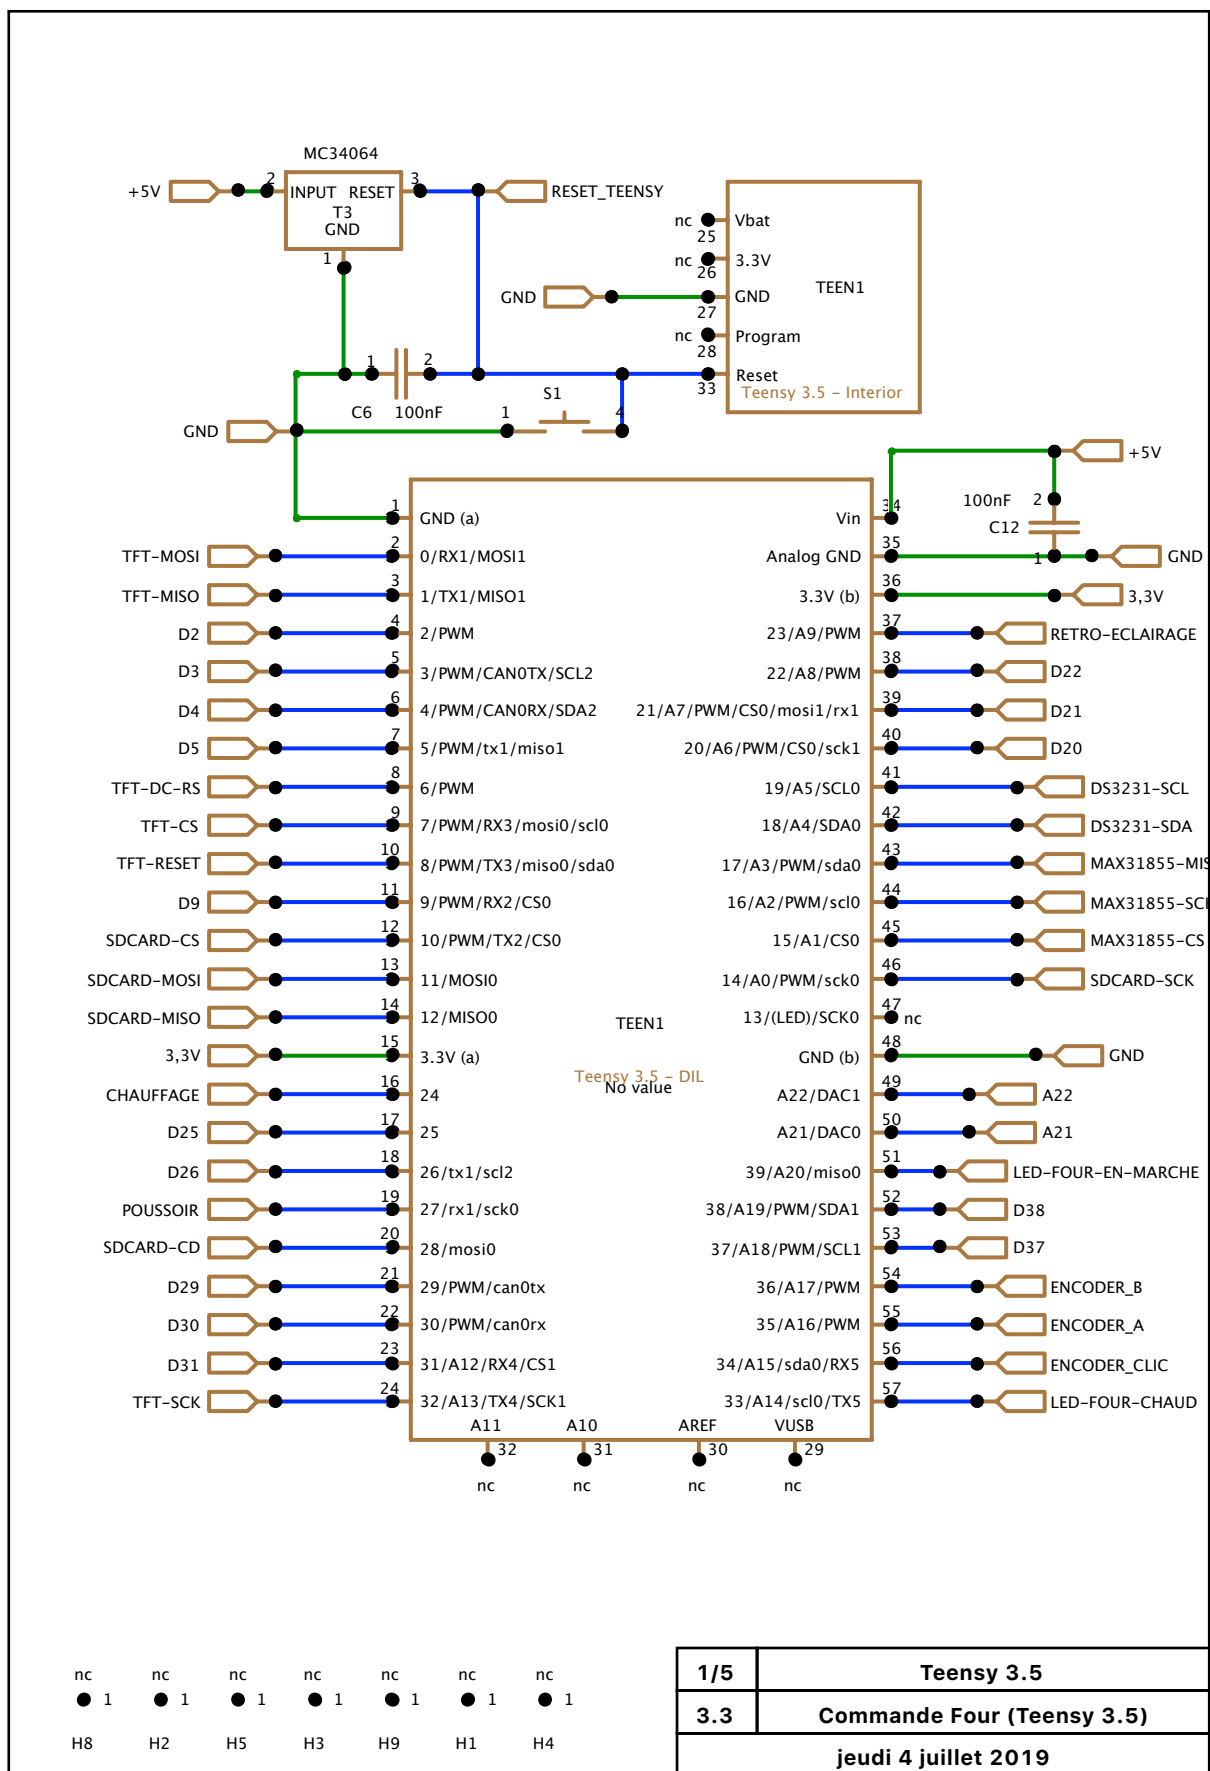 MC34064
+5V 2 INPUT RESET 3 RESET_TEENSY
T3
GND
1
nc Vbat
25
nc 3.3V
26
TEEN1
GND GND
27
nc Program
28
Reset
33
Teensy 3.5 - Interior
1 2
C6 100nF
S1
1 4
GND
+5V
100nF 2
C12
1
1 GND (a) Vin 34
TFT-MOSI 2 0/RX1/MOSI1 Analog GND 35 GND
TFT-MISO 3 1/TX1/MISO1 3.3V (b) 36 3,3V
D2 4 2/PWM 23/A9/PWM 37 RETRO-ECLAIRAGE
D3 5 3/PWM/CAN0TX/SCL2 22/A8/PWM 38 D22
D4 6 4/PWM/CAN0RX/SDA2 21/A7/PWM/CS0/mosi1/rx1 39 D21
D5 7 5/PWM/tx1/miso1 20/A6/PWM/CS0/sck1 40 D20
TFT-DC-RS 8 6/PWM 19/A5/SCL0 41 DS3231-SCL
TFT-CS 9 7/PWM/RX3/mosi0/scl0 18/A4/SDA0 42 DS3231-SDA
TFT-RESET 10 8/PWM/TX3/miso0/sda0 17/A3/PWM/sda0 43 MAX31855-MIS
D9 11 9/PWM/RX2/CS0 16/A2/PWM/scl0 44 MAX31855-SC
SDCARD-CS 12 10/PWM/TX2/CS0 15/A1/CS0 45 MAX31855-CS
SDCARD-MOSI 13 11/MOSI0 14/A0/PWM/sck0 46 SDCARD-SCK
SDCARD-MISO 14 12/MISO0 13/(LED)/SCK0 47 nc
TEEN1
3,3V 15 3.3V (a) GND (b) 48 GND
Teensy 3.5 - DIL
No value
CHAUFFAGE 16 24 A22/DAC1 49 A22
D25 17 25 A21/DAC0 50 A21
D26 18 26/tx1/scl2 39/A20/miso0 51 LED-FOUR-EN-MARCHE
POUSSOIR 19 27/rx1/sck0 38/A19/PWM/SDA1 52 D38
SDCARD-CD 20 28/mosi0 37/A18/PWM/SCL1 53 D37
D29 21 29/PWM/can0tx 36/A17/PWM 54 ENCODER_B
D30 22 30/PWM/can0rx 35/A16/PWM 55 ENCODER_A
D31 23 31/A12/RX4/CS1 34/A15/sda0/RX5 56 ENCODER_CLIC
TFT-SCK 24 32/A13/TX4/SCK1 33/A14/scl0/TX5 57 LED-FOUR-CHAUD
A11 A10 AREF VUSB
32 31 30 29
nc nc nc nc
nc nc nc nc nc nc nc
1 1 1 1 1 1 1
H8 H2 H5 H3 H9 H1 H4
1/5 Teensy 3.5
3.3 Commande Four (Teensy 3.5)
jeudi 4 juillet 2019